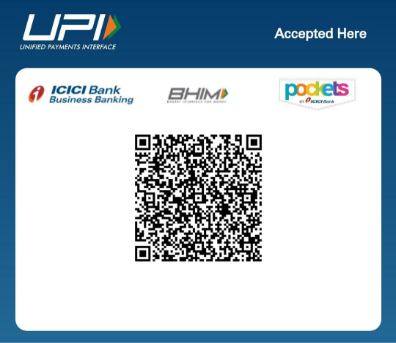 UPI
UNIFIED PAYMENTS INTERFACE
Accepted Here
ICICI Bank
Business Banking
BHIM
BHARAT INTERFACE FOR MONEY
pockets
BY ICICI Bank